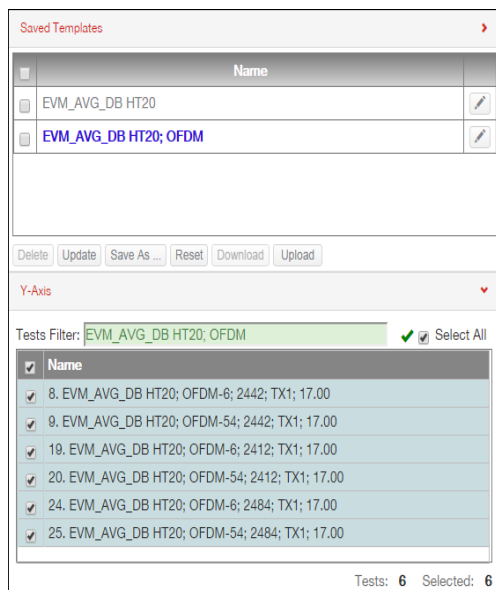 Saved Templates
Name
EVM_AVG_DB HT20
EVM_AVG_DB HT20; OFDM
Delete Update Save As ... Reset Download Upload
Y-Axis
Tests Filter: EVM_AVG_DB HT20; OFDM Select All
Name
8. EVM_AVG_DB HT20; OFDM-6; 2442; TX1; 17.00
9. EVM_AVG_DB HT20; OFDM-54; 2442; TX1; 17.00
19. EVM_AVG_DB HT20; OFDM-6; 2412; TX1; 17.00
20. EVM_AVG_DB HT20; OFDM-54; 2412; TX1; 17.00
24. EVM_AVG_DB HT20; OFDM-6; 2484; TX1; 17.00
25. EVM_AVG_DB HT20; OFDM-54; 2484; TX1; 17.00
Tests: 6 Selected: 6